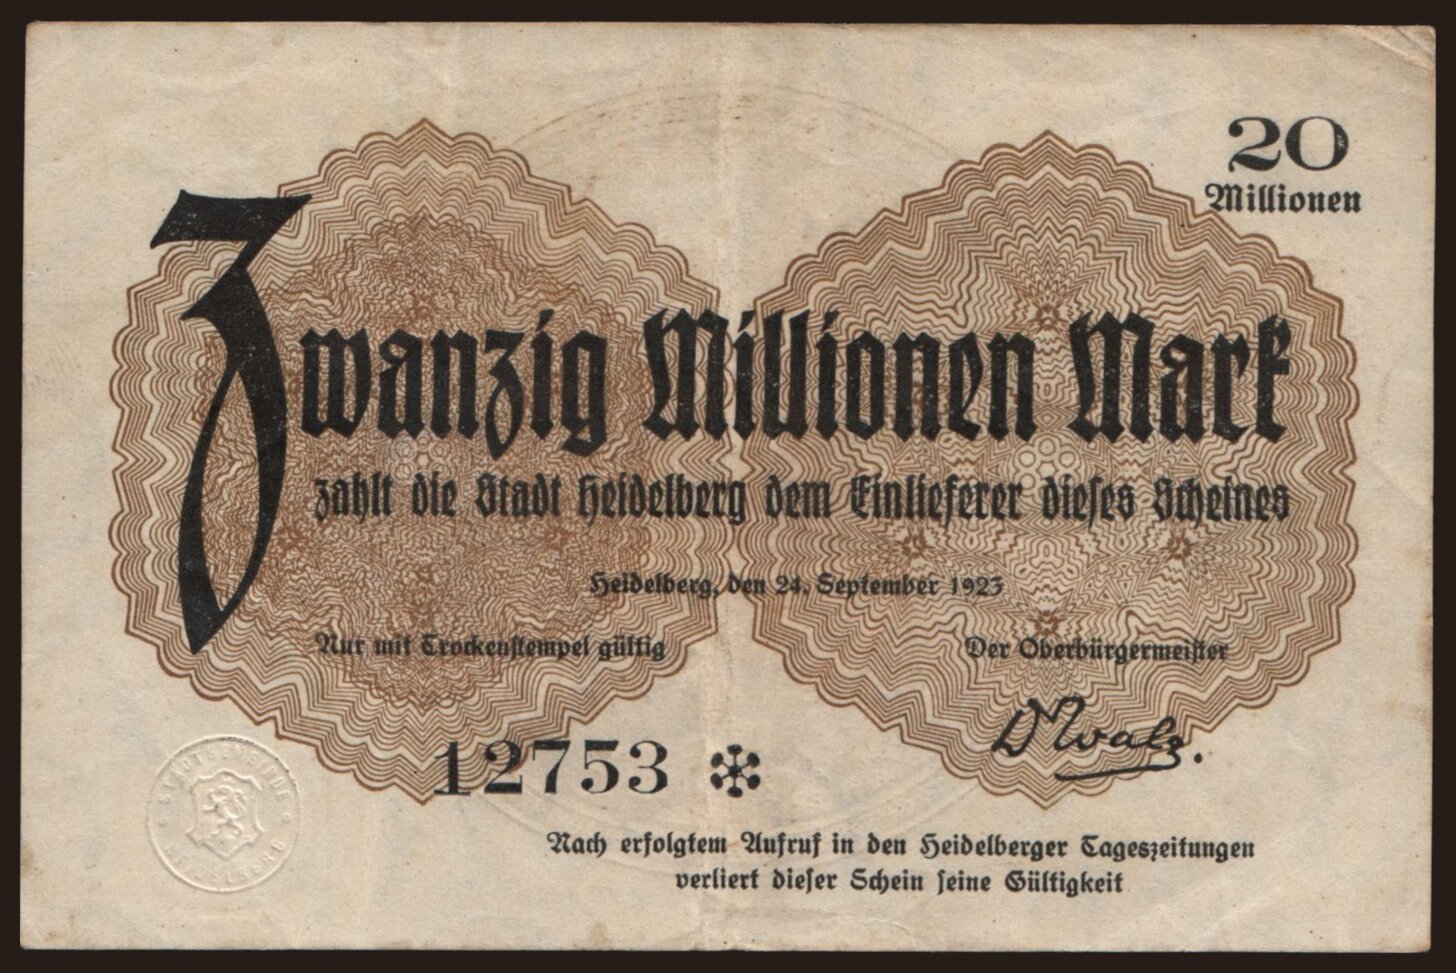 20
Millionen
Zwanzig Millionen Mark
zahlt die Stadt Heidelberg dem Einlieferer dieses Scheines
Heidelberg, den 24. September 1923
Nur mit Trockenstempel gültig
Der Oberbürgermeister
D Walz.
12753
Nach erfolgtem Aufruf in den Heidelberger Tageszeitungen
verliert dieser Schein seine Gültigkeit